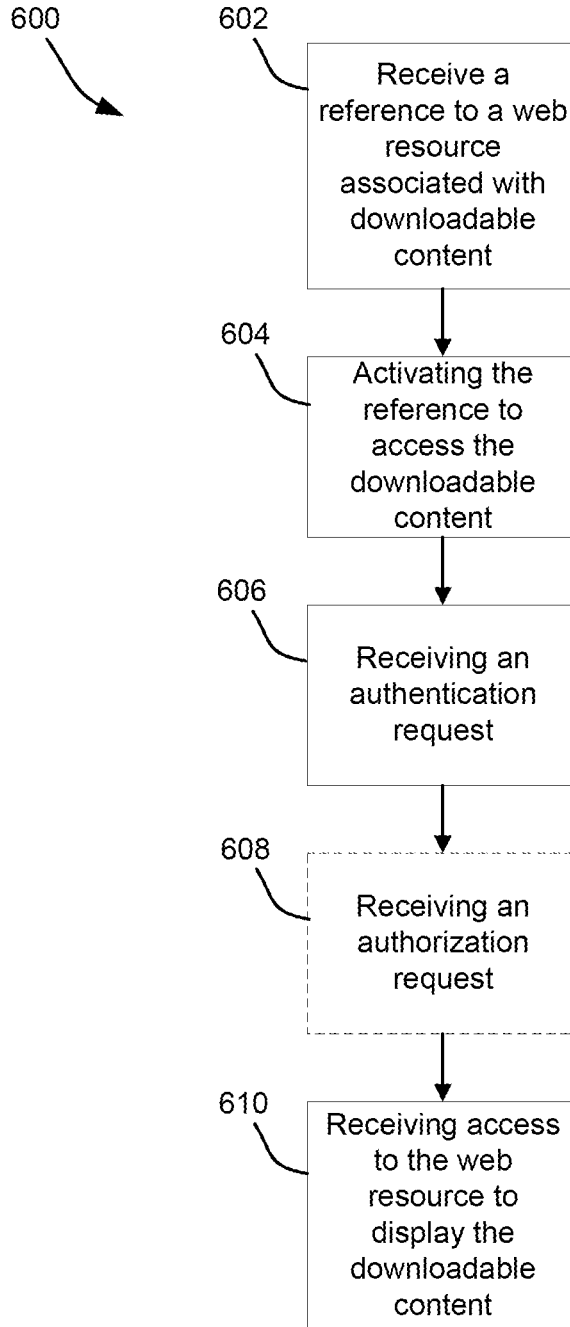 600
602
Receive a
reference to a web
resource
associated with
downloadable
content
604
Activating the
reference to
access the
downloadable
content
606
Receiving an
authentication
request
608
Receiving an
authorization
request
610
Receiving access
to the web
resource to
display the
downloadable
content